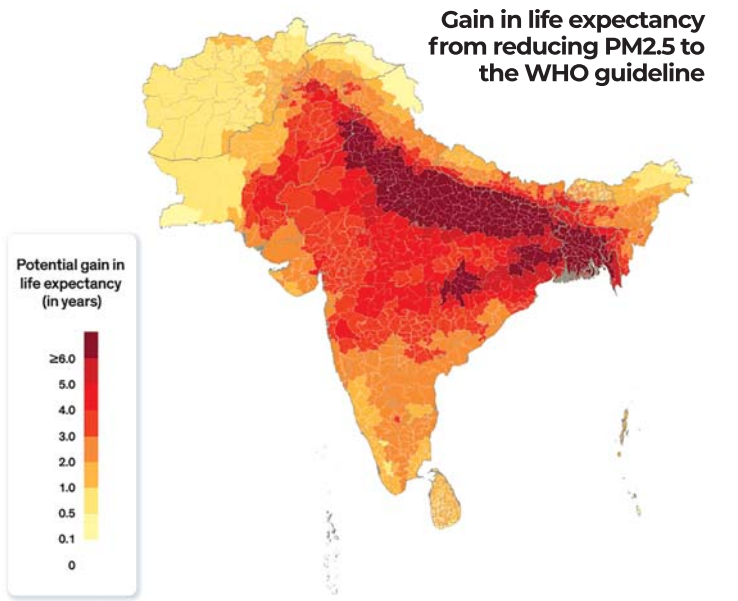 Gain in life expectancy
from reducing PM2.5 to
the WHO guideline
Potential gain in
life expectancy
(in years)
≥6.0
5.0
4.0
3.0
2.0
1.0
0.5
0.1
0